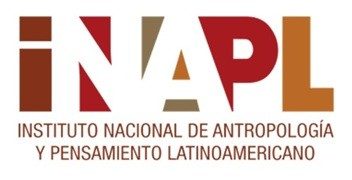 iNAPL
INSTITUTO NACIONAL DE ANTROPOLOGÍA
Y PENSAMIENTO LATINOAMERICANO